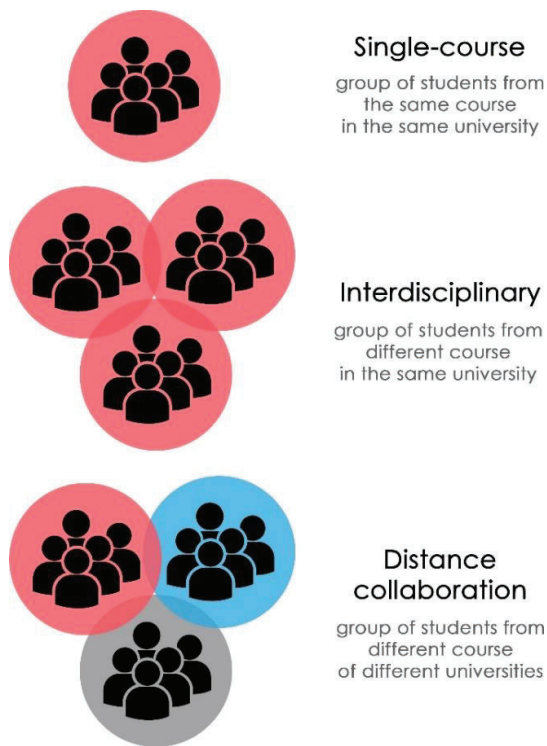 Single-course
group of students from
the same course
in the same university
Interdisciplinary
group of students from
different course
in the same university
Distance
collaboration
group of students from
different course
of different universities